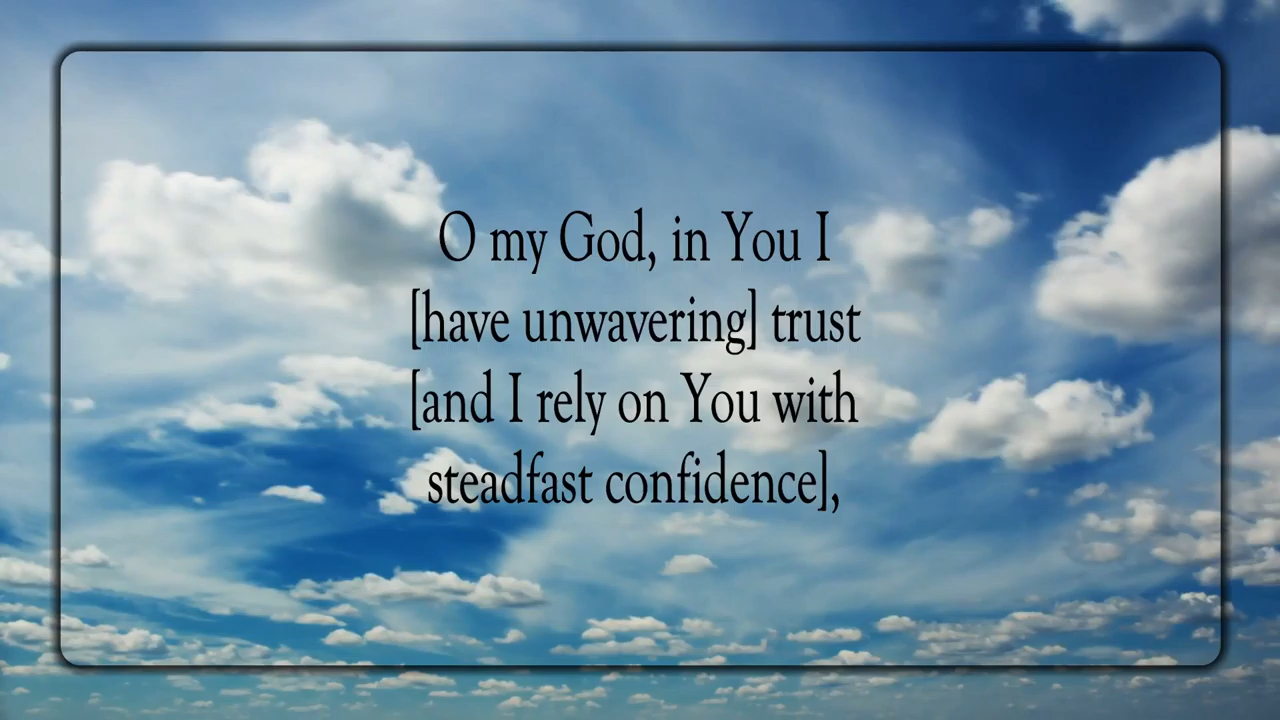 O my God, in You I
[have unwavering] trust
[and I rely on You with
steadfast confidence],